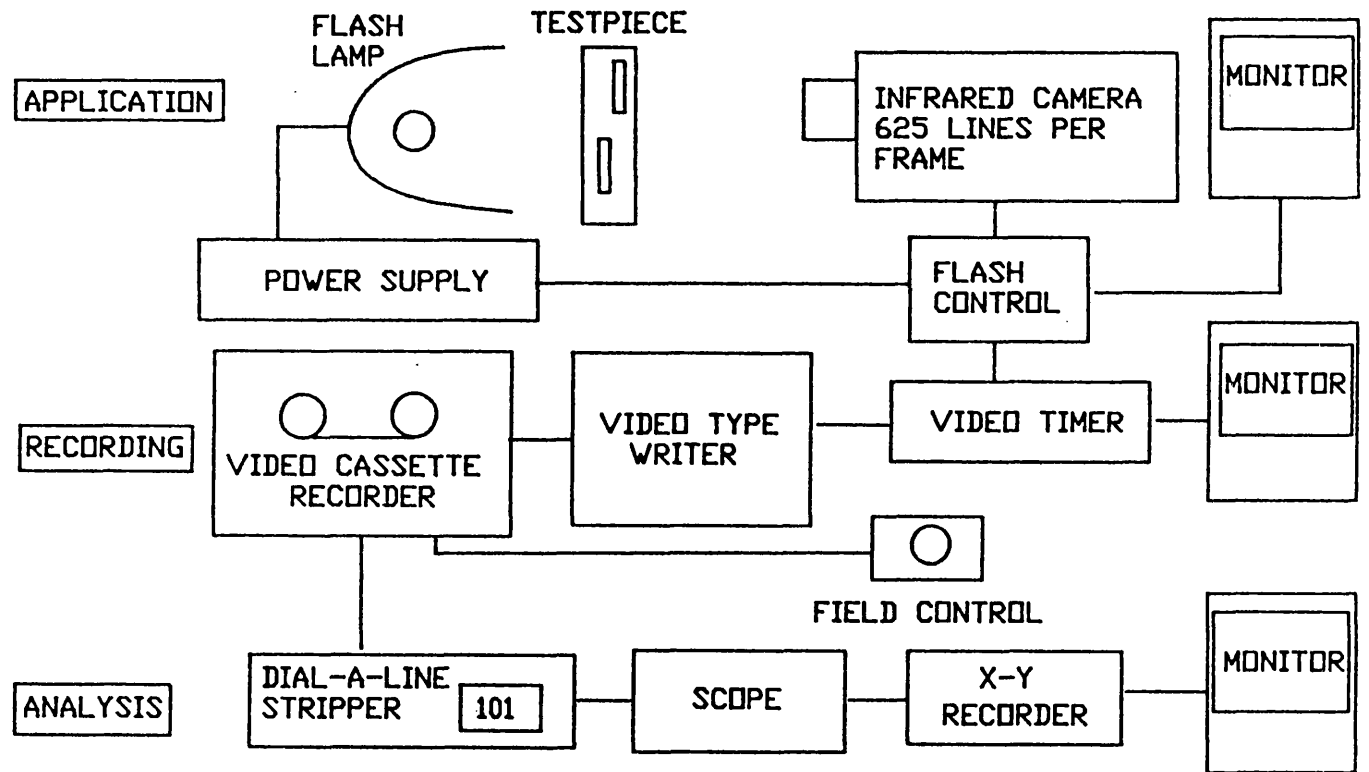 FLASH
LAMP
TESTPIECE
APPLICATION
INFRARED CAMERA
625 LINES PER
FRAME
MONITOR
POWER SUPPLY
FLASH
CONTROL
RECORDING
VIDEO CASSETTE
RECORDER
VIDEO TYPE
WRITER
VIDEO TIMER
MONITOR
FIELD CONTROL
ANALYSIS
DIAL-A-LINE
STRIPPER
101
SCOPE
X-Y
RECORDER
MONITOR